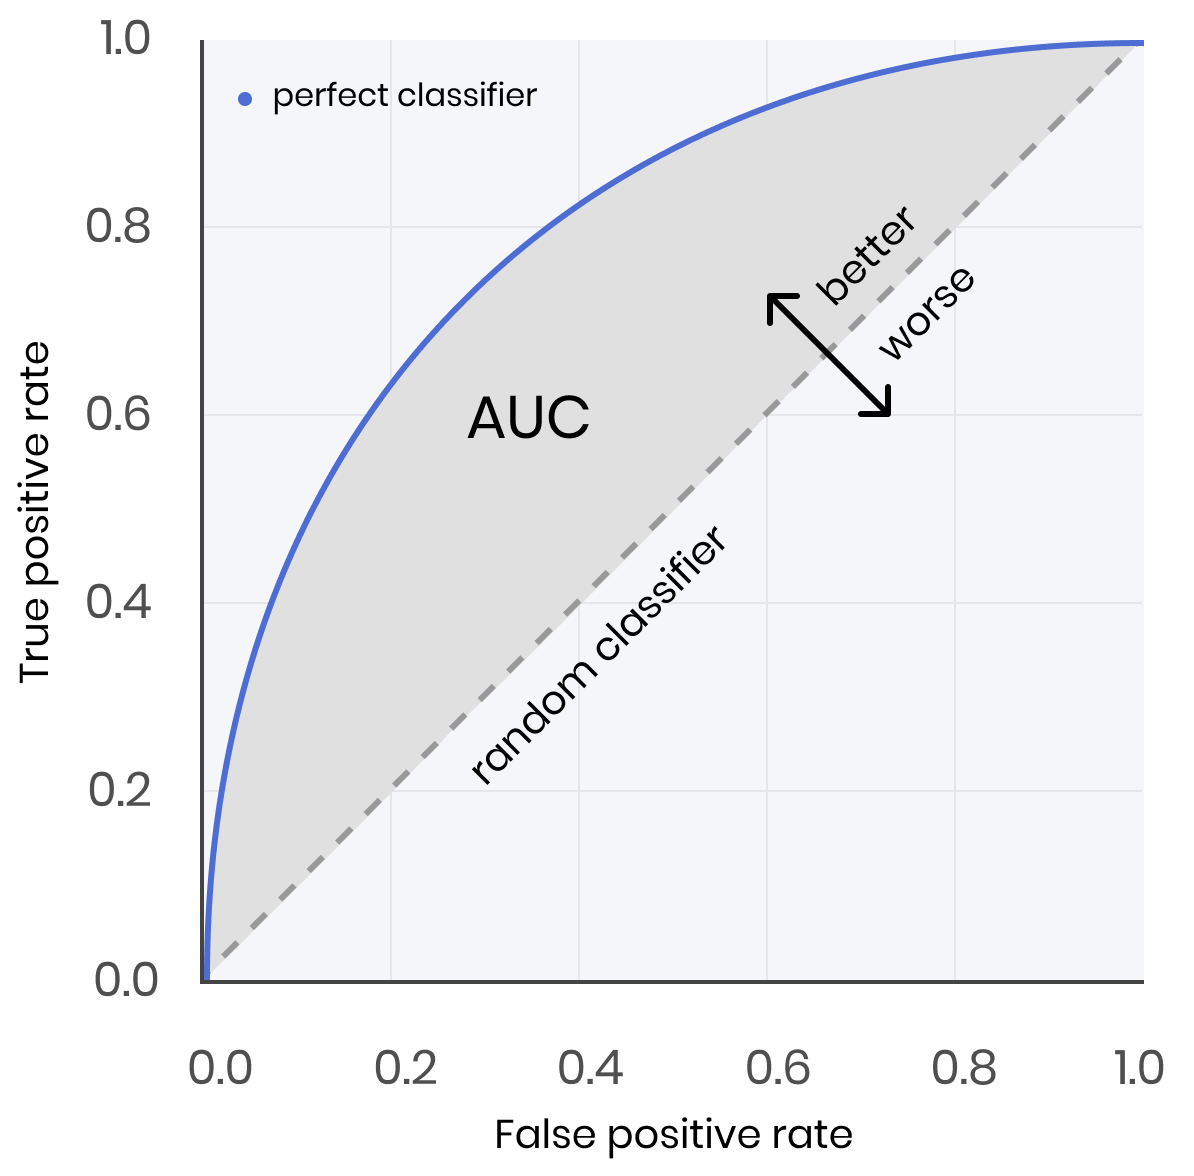 1.0
perfect classifier
0.8
better
worse
0.6
AUC
True positive rate
random classifier
0.4
0.2
0.0
0.0 0.2 0.4 0.6 0.8 1.0
False positive rate